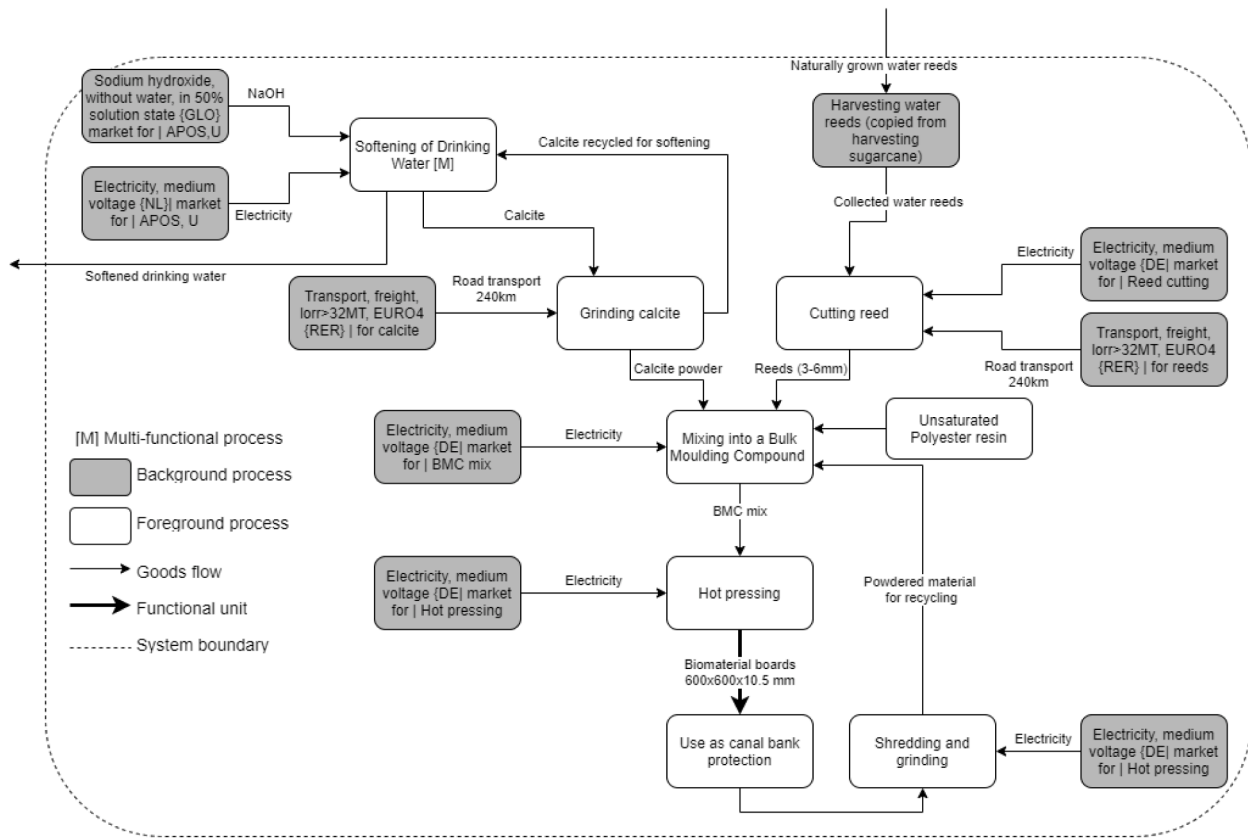 Naturally grown water reeds
Sodium hydroxide,
without water, in 50%
solution state {GLO}
market for | APOS,U
NaOH
Harvesting water
reeds (copied from
harvesting
sugarcane)
Softening of Drinking
Water [M]
Calcite recycled for softening
Electricity, medium
voltage {NL}| market
for | APOS, U
Electricity
Collected water reeds
Calcite
Softened drinking water
Electricity
Electricity, medium
voltage {DE| market
for | Reed cutting
Transport, freight,
lorr>32MT, EURO4
{RER} | for calcite
Road transport
240km
Grinding calcite
Cutting reed
Transport, freight,
lorr>32MT, EURO4
{RER} | for reeds
Road transport
240km
Calcite powder
Reeds (3-6mm)
Electricity, medium
voltage {DE| market
for | BMC mix
Electricity
Mixing into a Bulk
Moulding Compound
Unsaturated
Polyester resin
[M] Multi-functional process
Background process
Foreground process
Goods flow
Functional unit
System boundary
BMC mix
Electricity, medium
voltage {DE| market
for | Hot pressing
Electricity
Hot pressing
Powdered material
for recycling
Biomaterial boards
600x600x10.5 mm
Use as canal bank
protection
Shredding and
grinding
Electricity
Electricity, medium
voltage {DE| market
for | Hot pressing